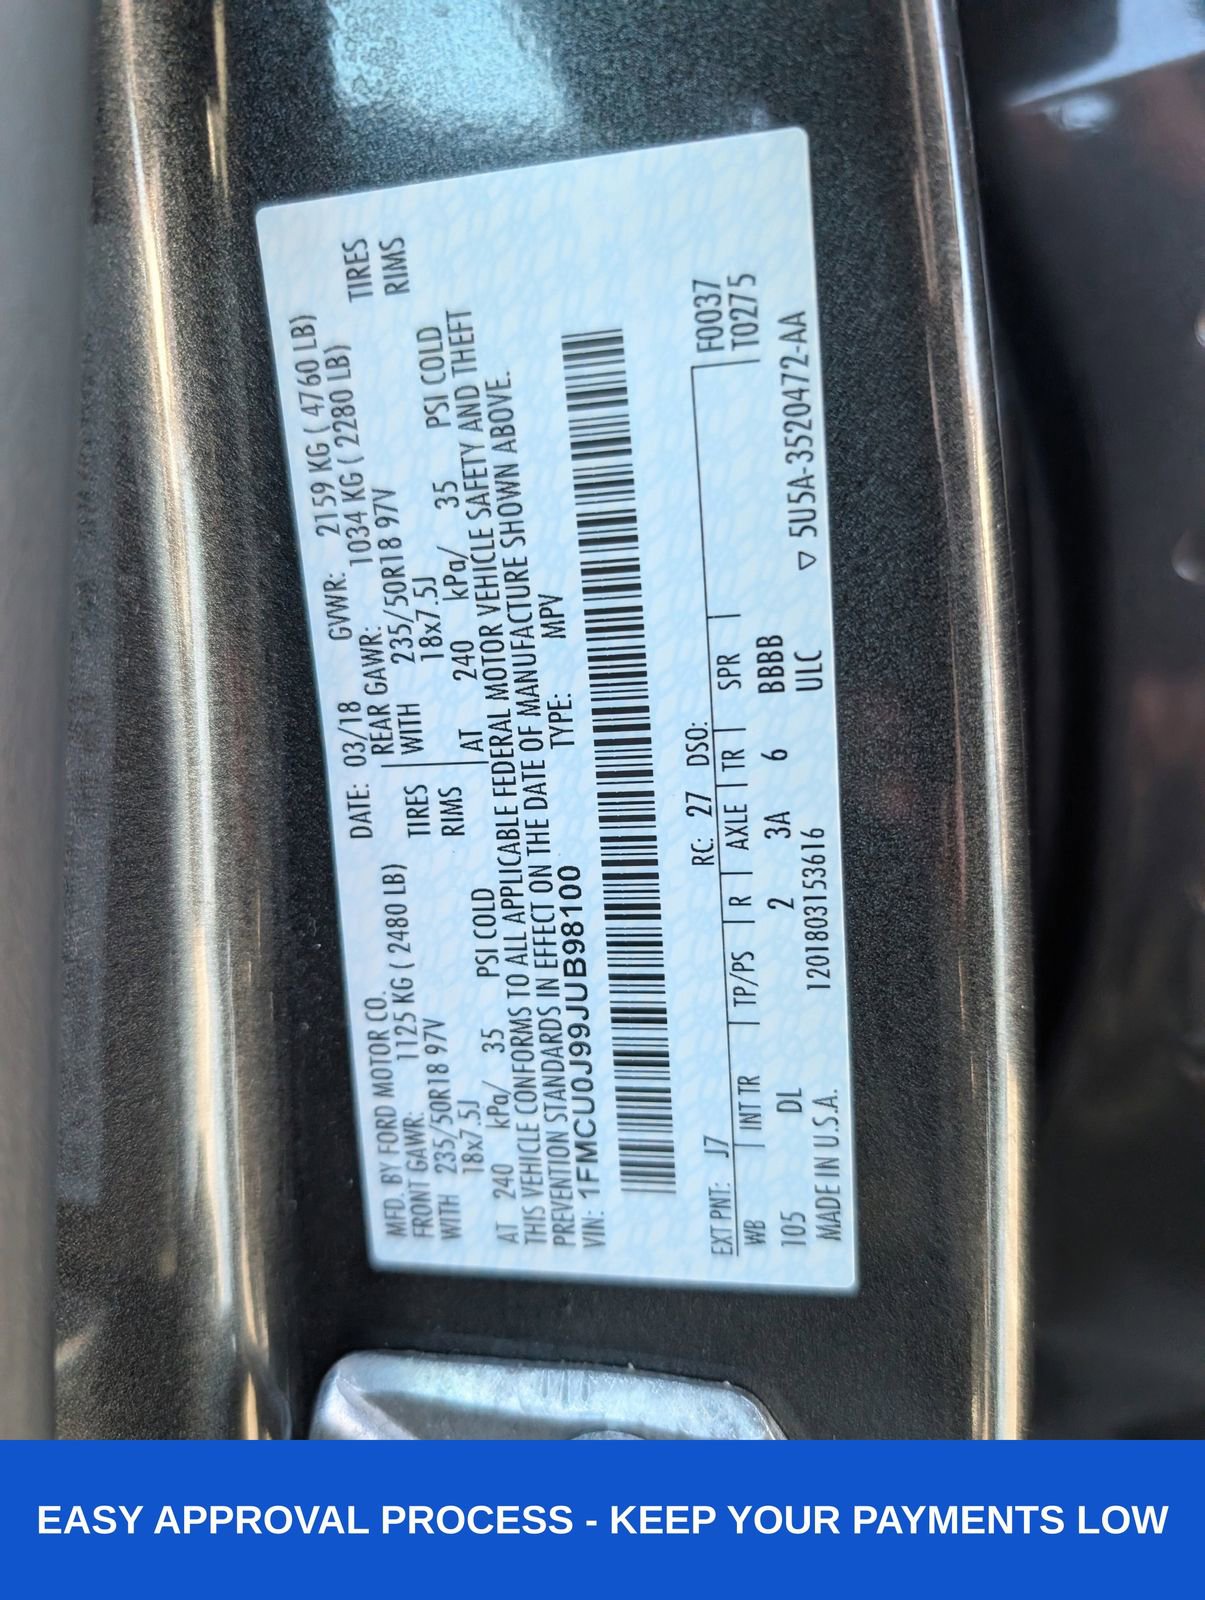 MFD. BY FORD MOTOR CO.
DATE: 03/18 GVWR: 2159 KG ( 4760 LB)
FRONT GAWR: 1125 KG ( 2480 LB)
REAR GAWR: 1034 KG ( 2280 LB)
WITH 235/50R18 97V TIRES
WITH 235/50R18 97V TIRES
18x7.5J RIMS
18x7.5J RIMS
AT 240 kPa/ 35 PSI COLD
AT 240 kPa/ 35 PSI COLD
THIS VEHICLE CONFORMS TO ALL APPLICABLE FEDERAL MOTOR VEHICLE SAFETY AND THEFT
PREVENTION STANDARDS IN EFFECT ON THE DATE OF MANUFACTURE SHOWN ABOVE.
VIN: 1FMCU0J99JUB98100 TYPE: MPV
EXT PNT: J7 RC: 27 DSO: F0037
WB INT TR TP/PS R AXLE TR SPR T0275
105 DL 2 3A 6 BBBB
MADE IN U.S.A. 1201803153616 ULC ▽ 5U5A-3520472-AA
EASY APPROVAL PROCESS - KEEP YOUR PAYMENTS LOW